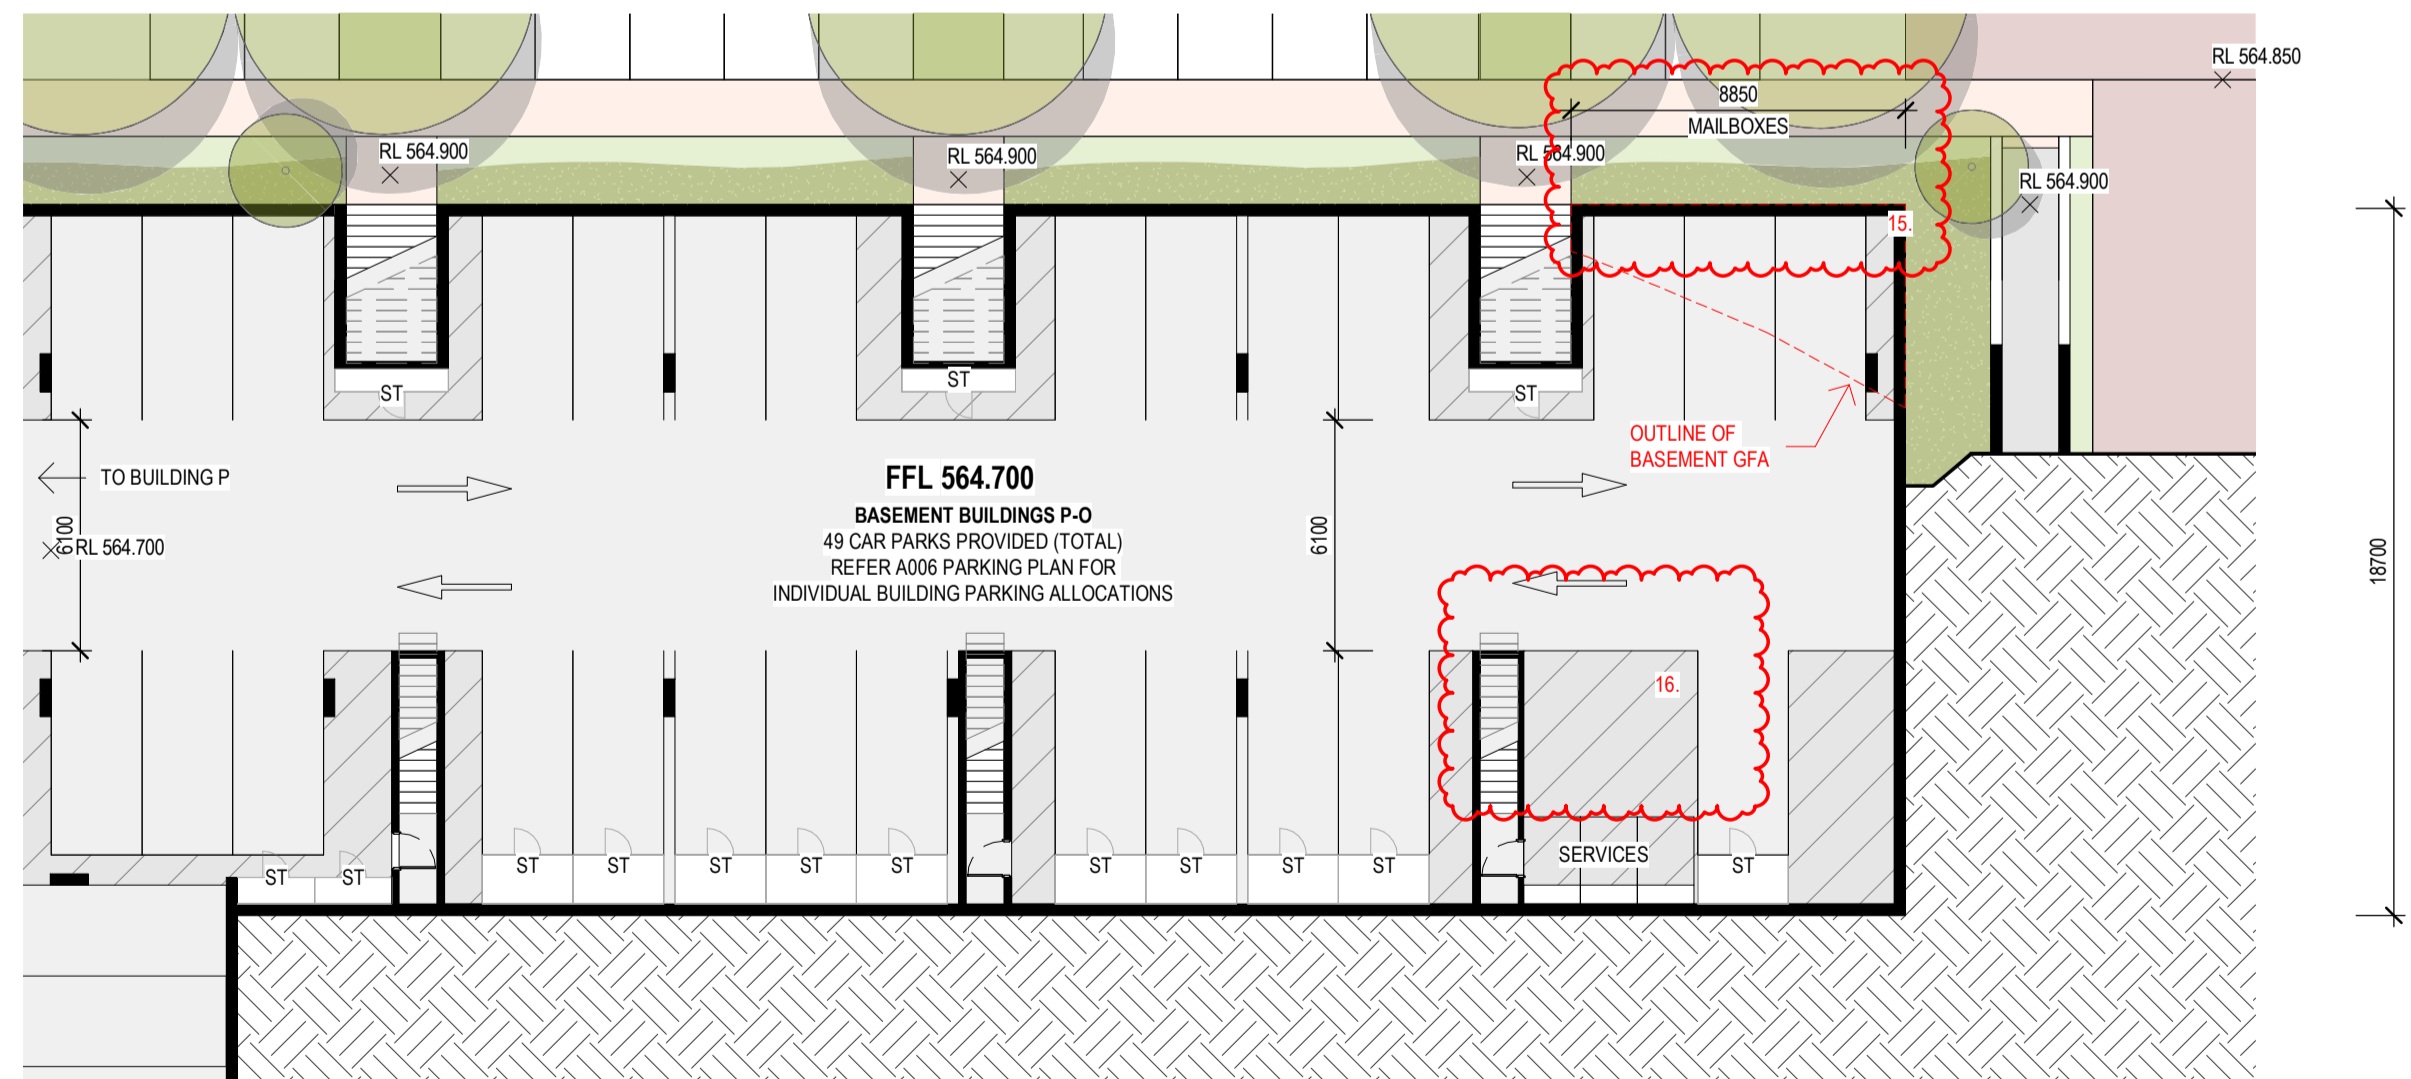 RL 564.850
8850
MAILBOXES
RL 564.900
RL 564.900
RL 564.900
RL 564.900
15.
ST
ST
ST
OUTLINE OF
BASEMENT GFA
TO BUILDING P
FFL 564.700
BASEMENT BUILDINGS P-O
49 CAR PARKS PROVIDED (TOTAL)
REFER A006 PARKING PLAN FOR
INDIVIDUAL BUILDING PARKING ALLOCATIONS
6100
RL 564.700
6100
18700
16.
SERVICES
ST
ST
ST
ST
ST
ST
ST
ST
ST
ST
ST
ST